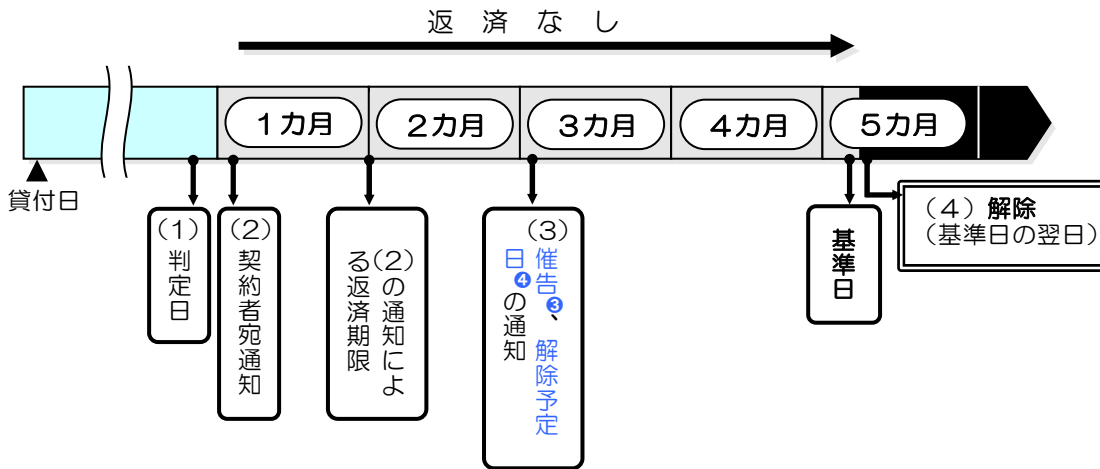 返済なし
1カ月
2カ月
3カ月
4カ月
5カ月
貸付日
(1)
判定日
(2)
契約者宛通知
(2)の通知によ
る返済期限
(3)
催告❸、解除予定
日❹の通知
基準日
(4)解除
(基準日の翌日)